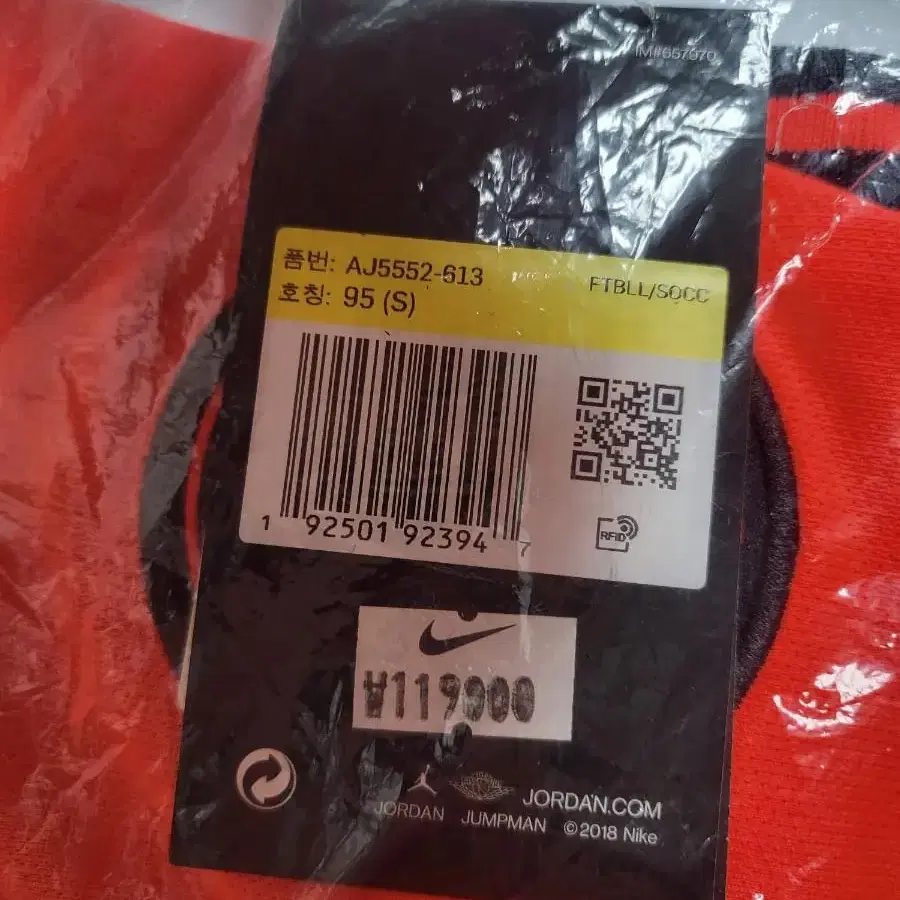 IM#657970
품번: AJ5552-613
호칭: 95 (S)
FTBLL/SOCC
1 92501 92394 7
RFID
₩119000
JORDAN JUMPMAN
JORDAN.COM
©2018 Nike